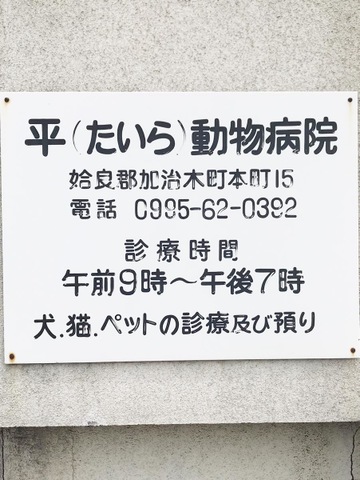 平(たいら)動物病院
姶良郡加治木町本町15
電話 0995-62-0392
診療時間
午前9時～午後7時
犬.猫.ペットの診療及び預り